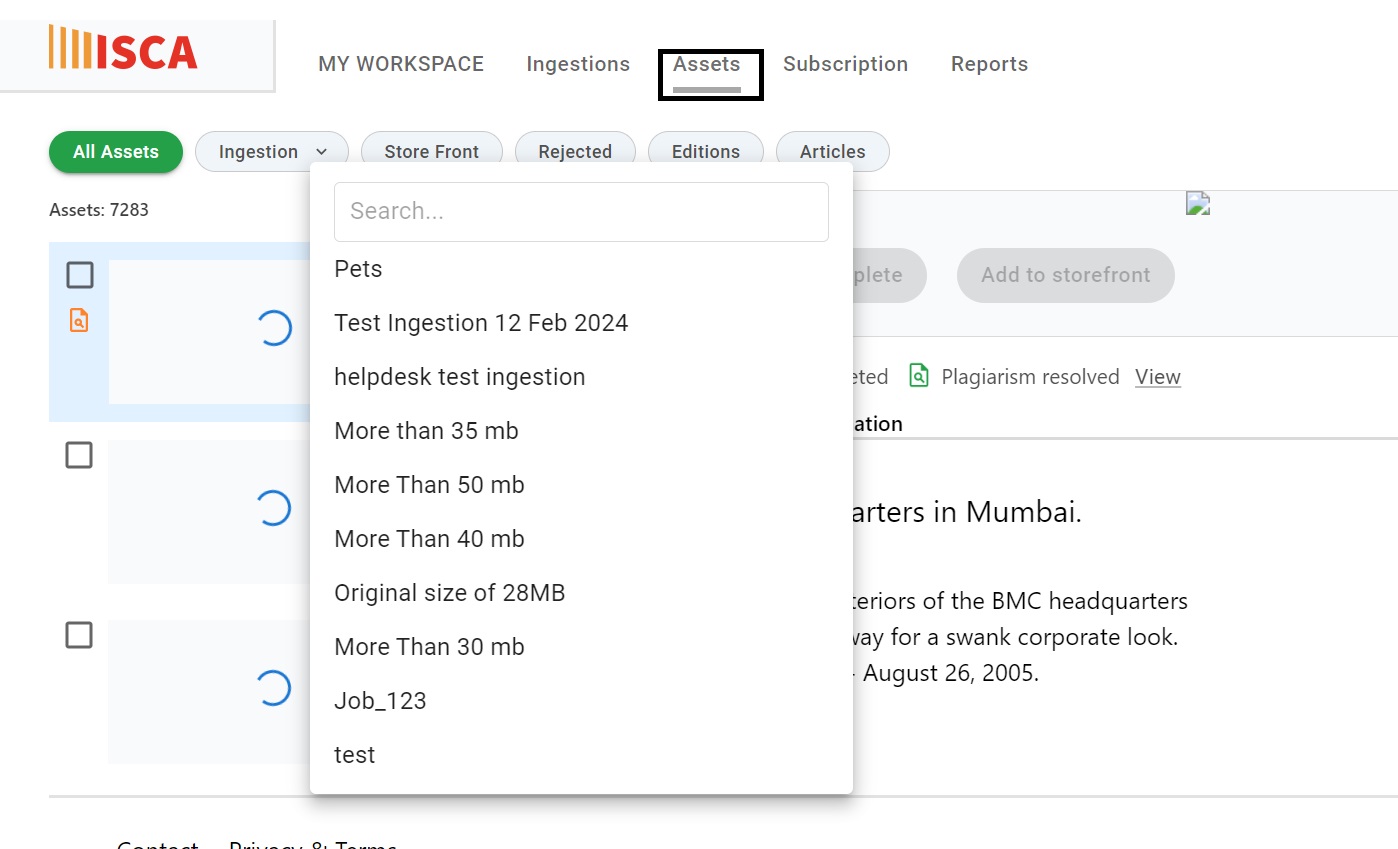 ISCA
MY WORKSPACE Ingestions Assets Subscription Reports
All Assets Ingestion Store Front Rejected Editions Articles
Assets: 7283
Search...
Pets
Test Ingestion 12 Feb 2024
helpdesk test ingestion
More than 35 mb
More Than 50 mb
More Than 40 mb
Original size of 28MB
More Than 30 mb
Job_123
test
plete Add to storefront
eted Plagiarism resolved View
ation
arters in Mumbai.
teriors of the BMC headquarters
way for a swank corporate look.
- August 26, 2005.
Contact Privacy & Terms